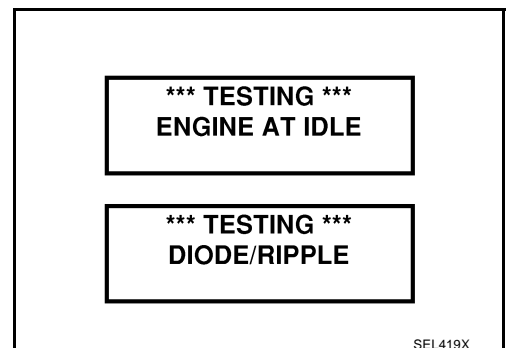 *** TESTING ***
ENGINE AT IDLE
*** TESTING ***
DIODE/RIPPLE
SEL419X